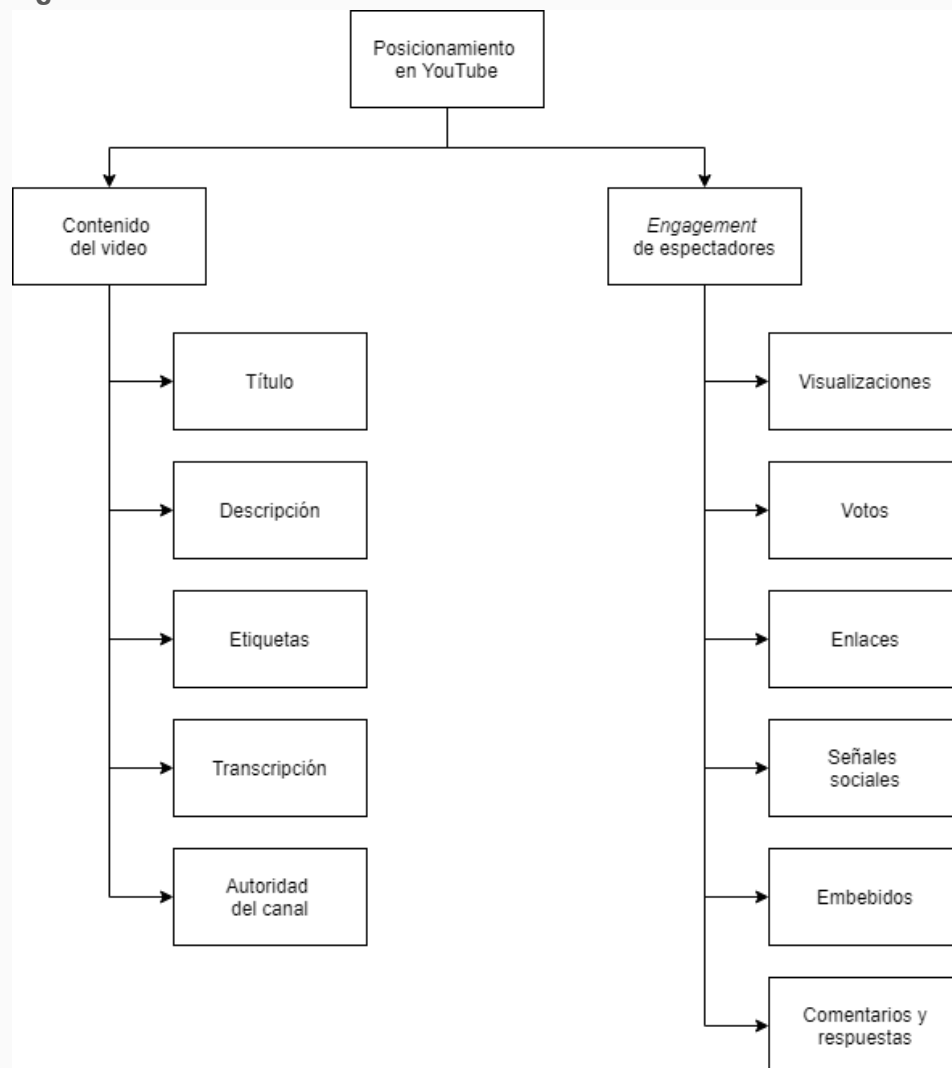 Posicionamiento
en YouTube
Contenido
del video
Engagement
de espectadores
Título
Descripción
Etiquetas
Transcripción
Autoridad
del canal
Visualizaciones
Votos
Enlaces
Señales
sociales
Embebidos
Comentarios y
respuestas